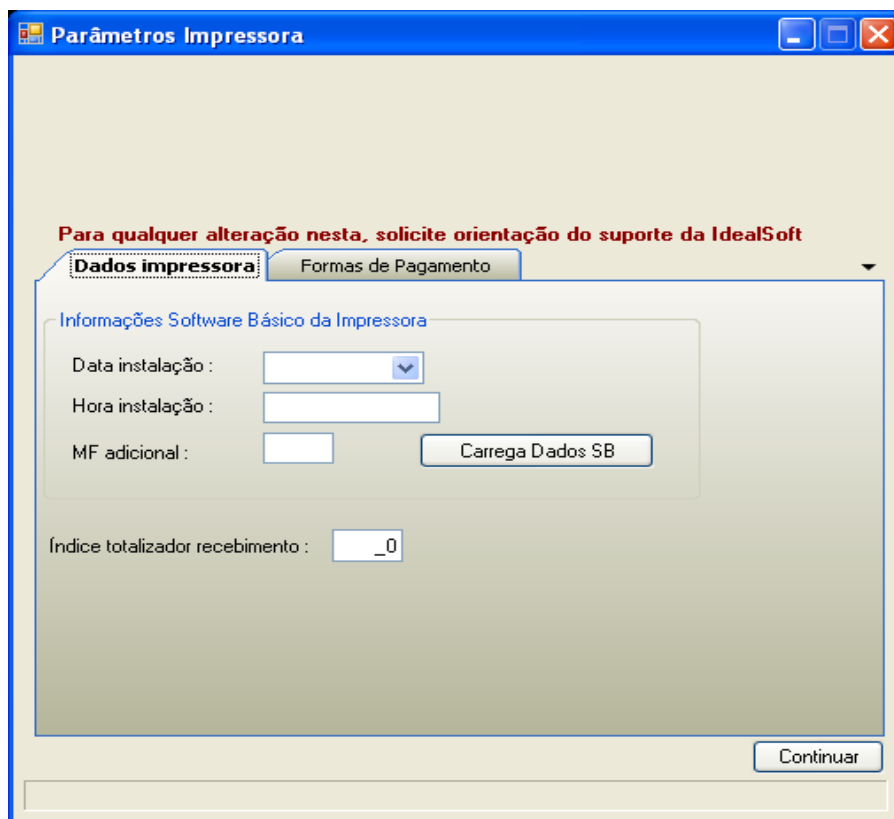 Parâmetros Impressora
Para qualquer alteração nesta, solicite orientação do suporte da IdealSoft
Dados impressora Formas de Pagamento
Informações Software Básico da Impressora
Data instalação :
Hora instalação :
MF adicional : Carrega Dados SB
Índice totalizador recebimento : _0
Continuar